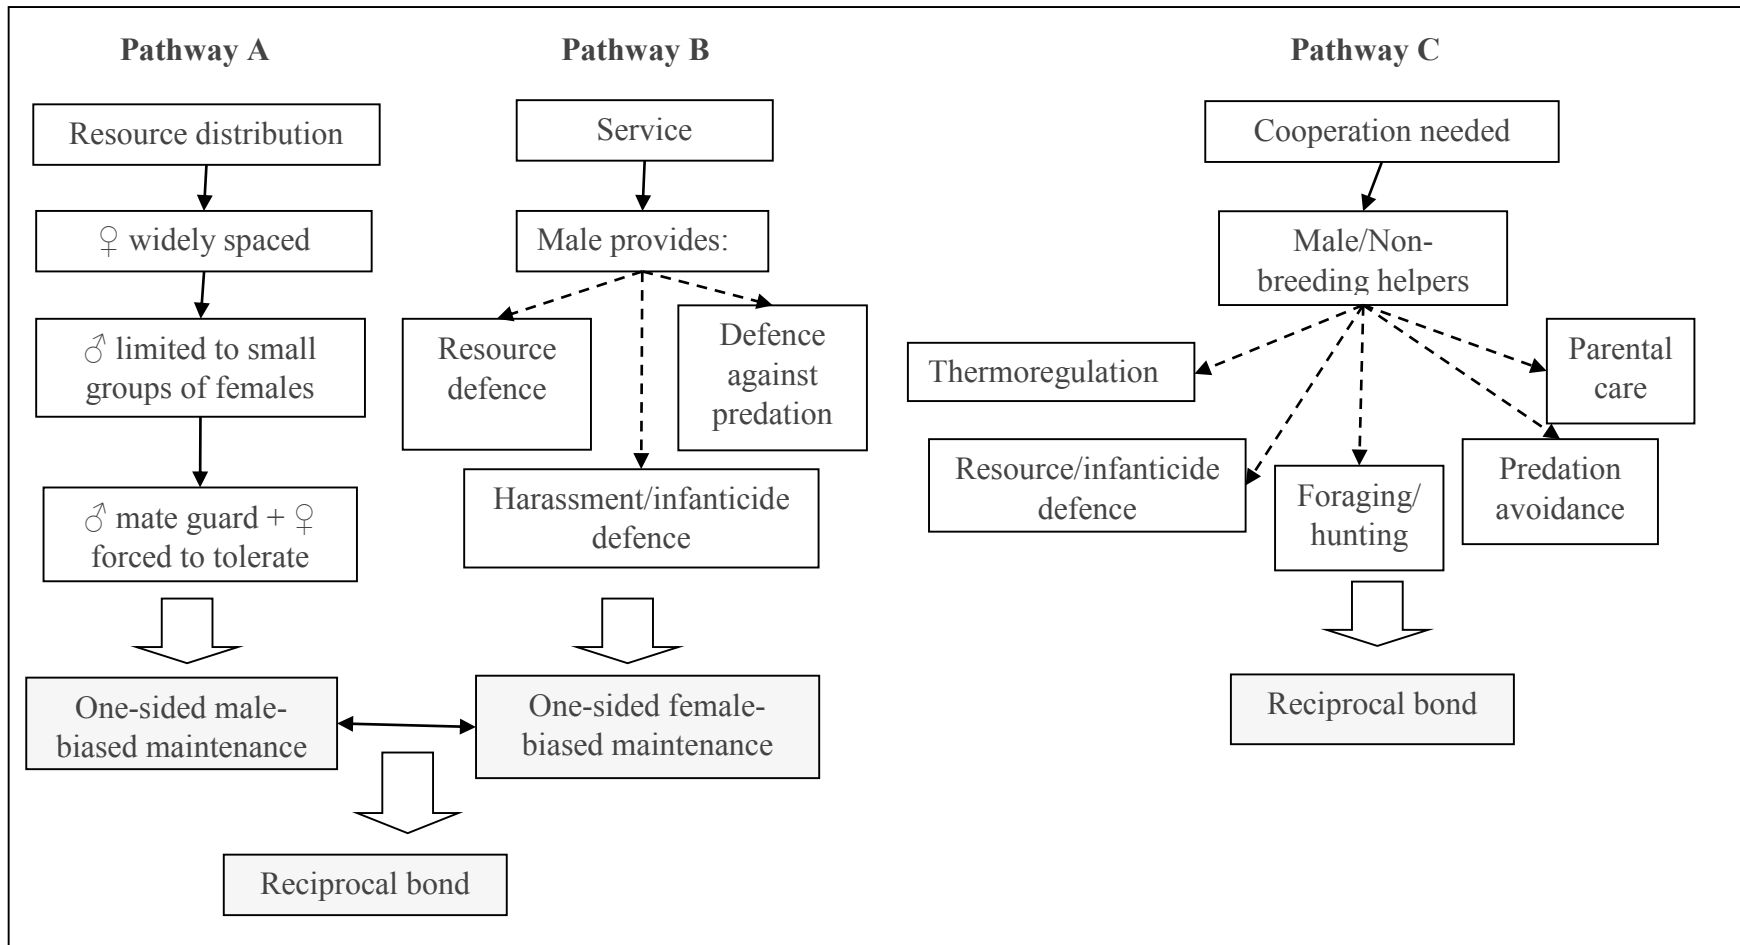 Pathway A
Pathway B
Pathway C
Resource distribution
♀ widely spaced
♂ limited to small
groups of females
♂ mate guard + ♀
forced to tolerate
One-sided male-
biased maintenance
Service
Male provides:
Resource
defence
Defence
against
predation
Harassment/infanticide
defence
One-sided female-
biased maintenance
Reciprocal bond
Cooperation needed
Male/Non-
breeding helpers
Thermoregulation
Parental
care
Resource/infanticide
defence
Foraging/
hunting
Predation
avoidance
Reciprocal bond